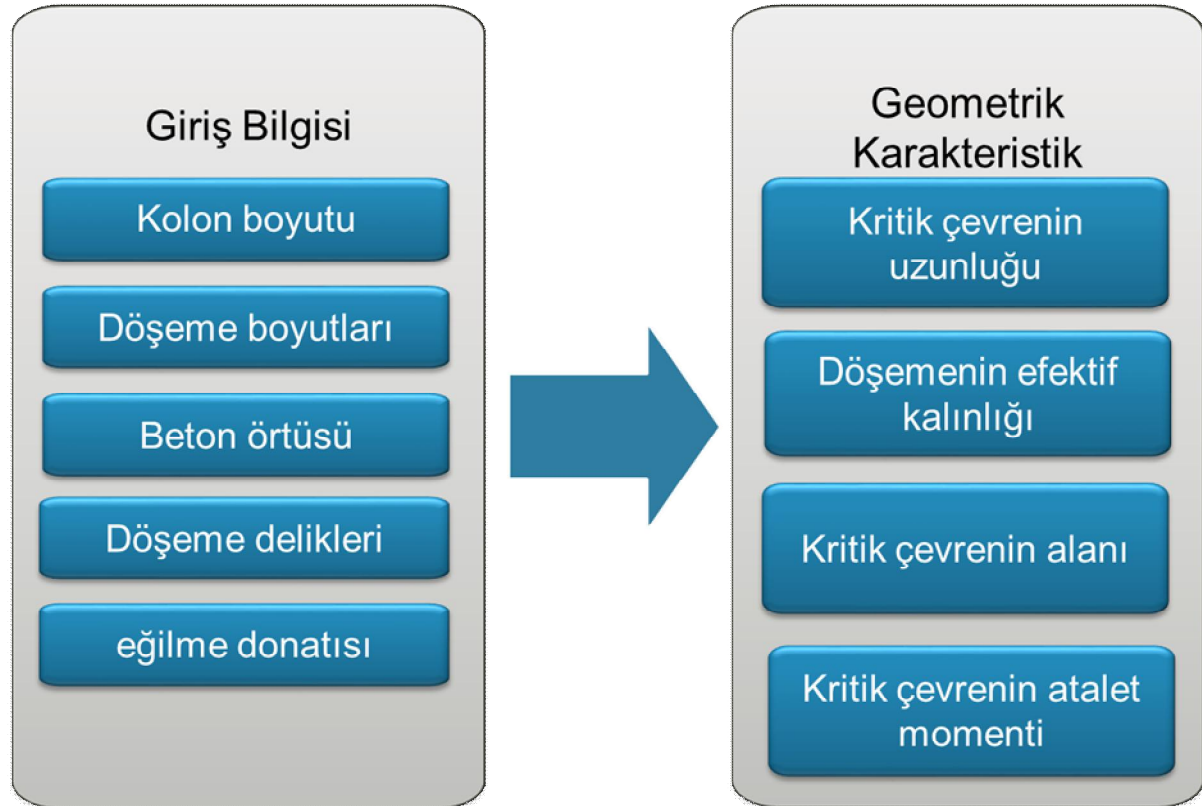 Giriş Bilgisi
Kolon boyutu
Döşeme boyutları
Beton örtüsü
Döşeme delikleri
eğilme donatısı
Geometrik
Karakteristik
Kritik çevrenin
uzunluğu
Döşemenin efektif
kalınlığı
Kritik çevrenin alanı
Kritik çevrenin atalet
momenti